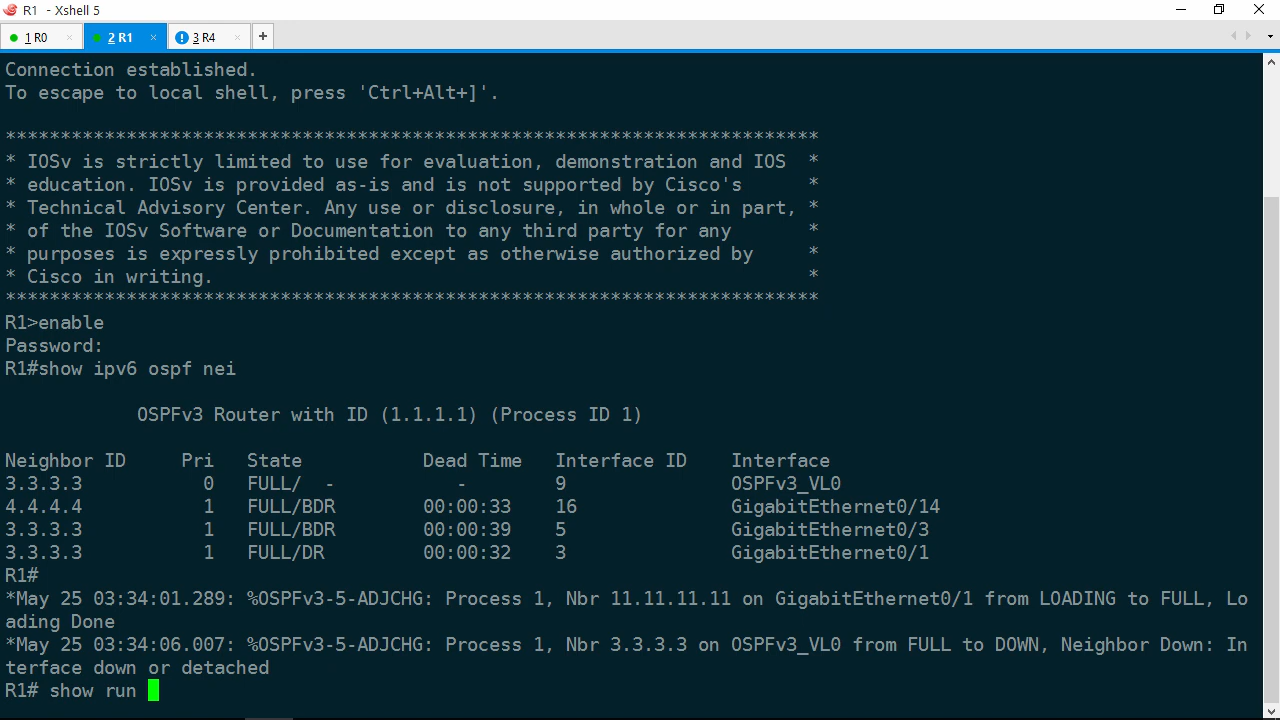 R1 - Xshell 5
1 R0 × 2 R1 × 3 R4 × +
Connection established.
To escape to local shell, press 'Ctrl+Alt+]'.
**************************************************************************
* IOSv is strictly limited to use for evaluation, demonstration and IOS  *
* education. IOSv is provided as-is and is not supported by Cisco's      *
* Technical Advisory Center. Any use or disclosure, in whole or in part, *
* of the IOSv Software or Documentation to any third party for any       *
* purposes is expressly prohibited except as otherwise authorized by     *
* Cisco in writing.                                                      *
**************************************************************************
R1>enable
Password:
R1#show ipv6 ospf nei
            OSPFv3 Router with ID (1.1.1.1) (Process ID 1)
Neighbor ID     Pri   State           Dead Time   Interface ID    Interface
3.3.3.3           0   FULL/  -           -        9               OSPFv3_VL0
4.4.4.4           1   FULL/BDR        00:00:33    16              GigabitEthernet0/14
3.3.3.3           1   FULL/BDR        00:00:39    5               GigabitEthernet0/3
3.3.3.3           1   FULL/DR         00:00:32    3               GigabitEthernet0/1
R1#
*May 25 03:34:01.289: %OSPFv3-5-ADJCHG: Process 1, Nbr 11.11.11.11 on GigabitEthernet0/1 from LOADING to FULL, Lo
ading Done
*May 25 03:34:06.007: %OSPFv3-5-ADJCHG: Process 1, Nbr 3.3.3.3 on OSPFv3_VL0 from FULL to DOWN, Neighbor Down: In
terface down or detached
R1# show run